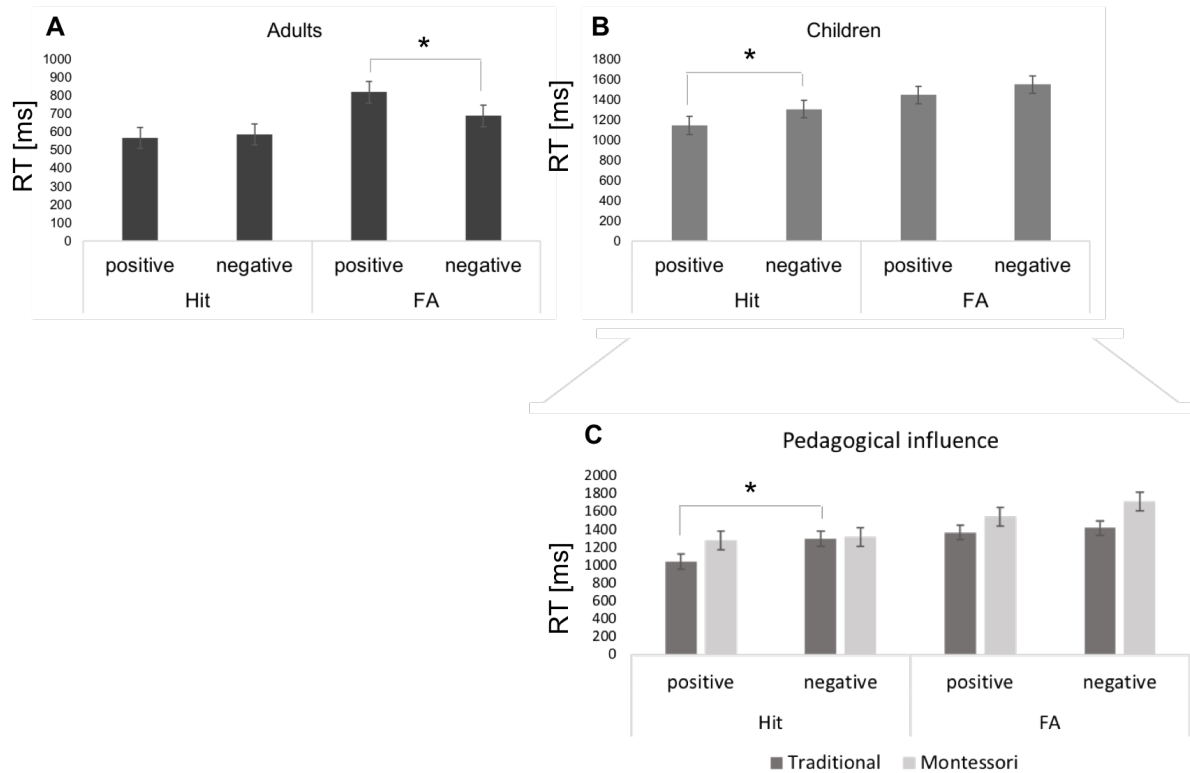 A
Adults
*
RT [ms]
1000
900
800
700
600
500
400
300
200
100
0
positive negative positive negative
Hit FA
B
Children
*
RT [ms]
1800
1600
1400
1200
1000
800
600
400
200
0
positive negative positive negative
Hit FA
C
Pedagogical influence
*
RT [ms]
2000
1800
1600
1400
1200
1000
800
600
400
200
0
positive negative positive negative
Hit FA
Traditional Montessori